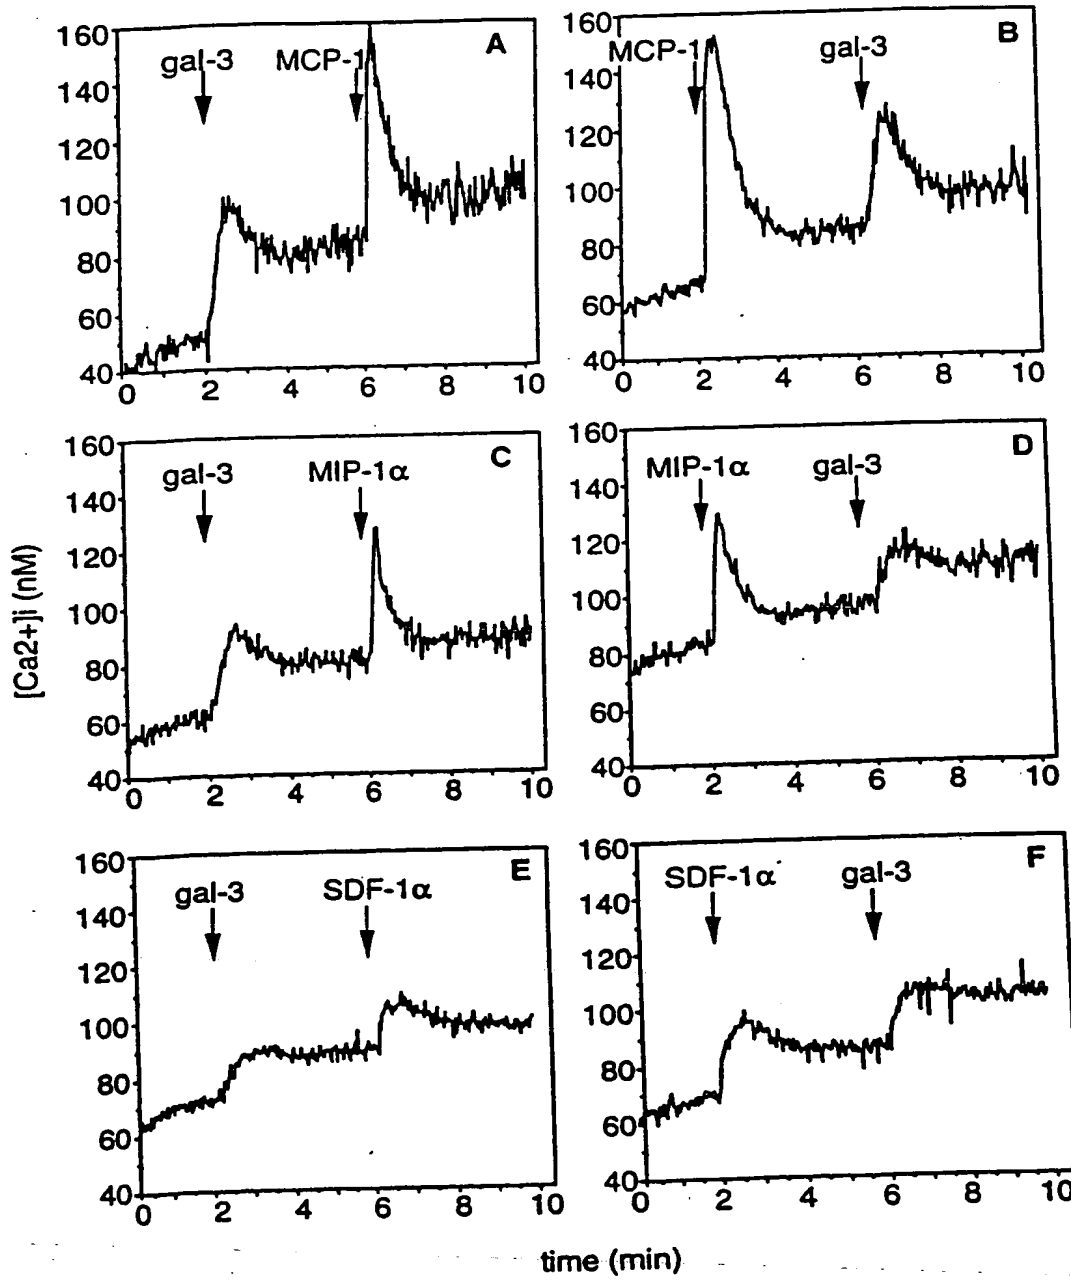 A
gal-3 MCP-1
160
140
120
100
80
60
40
0 2 4 6 8 10
B
MCP-1 gal-3
160
140
120
100
80
60
40
0 2 4 6 8 10
C
gal-3 MIP-1α
160
140
120
100
80
60
40
0 2 4 6 8 10
D
MIP-1α gal-3
160
140
120
100
80
60
40
0 2 4 6 8 10
[Ca2+]i (nM)
E
gal-3 SDF-1α
160
140
120
100
80
60
40
0 2 4 6 8 10
F
SDF-1α gal-3
160
140
120
100
80
60
40
0 2 4 6 8 10
time (min)